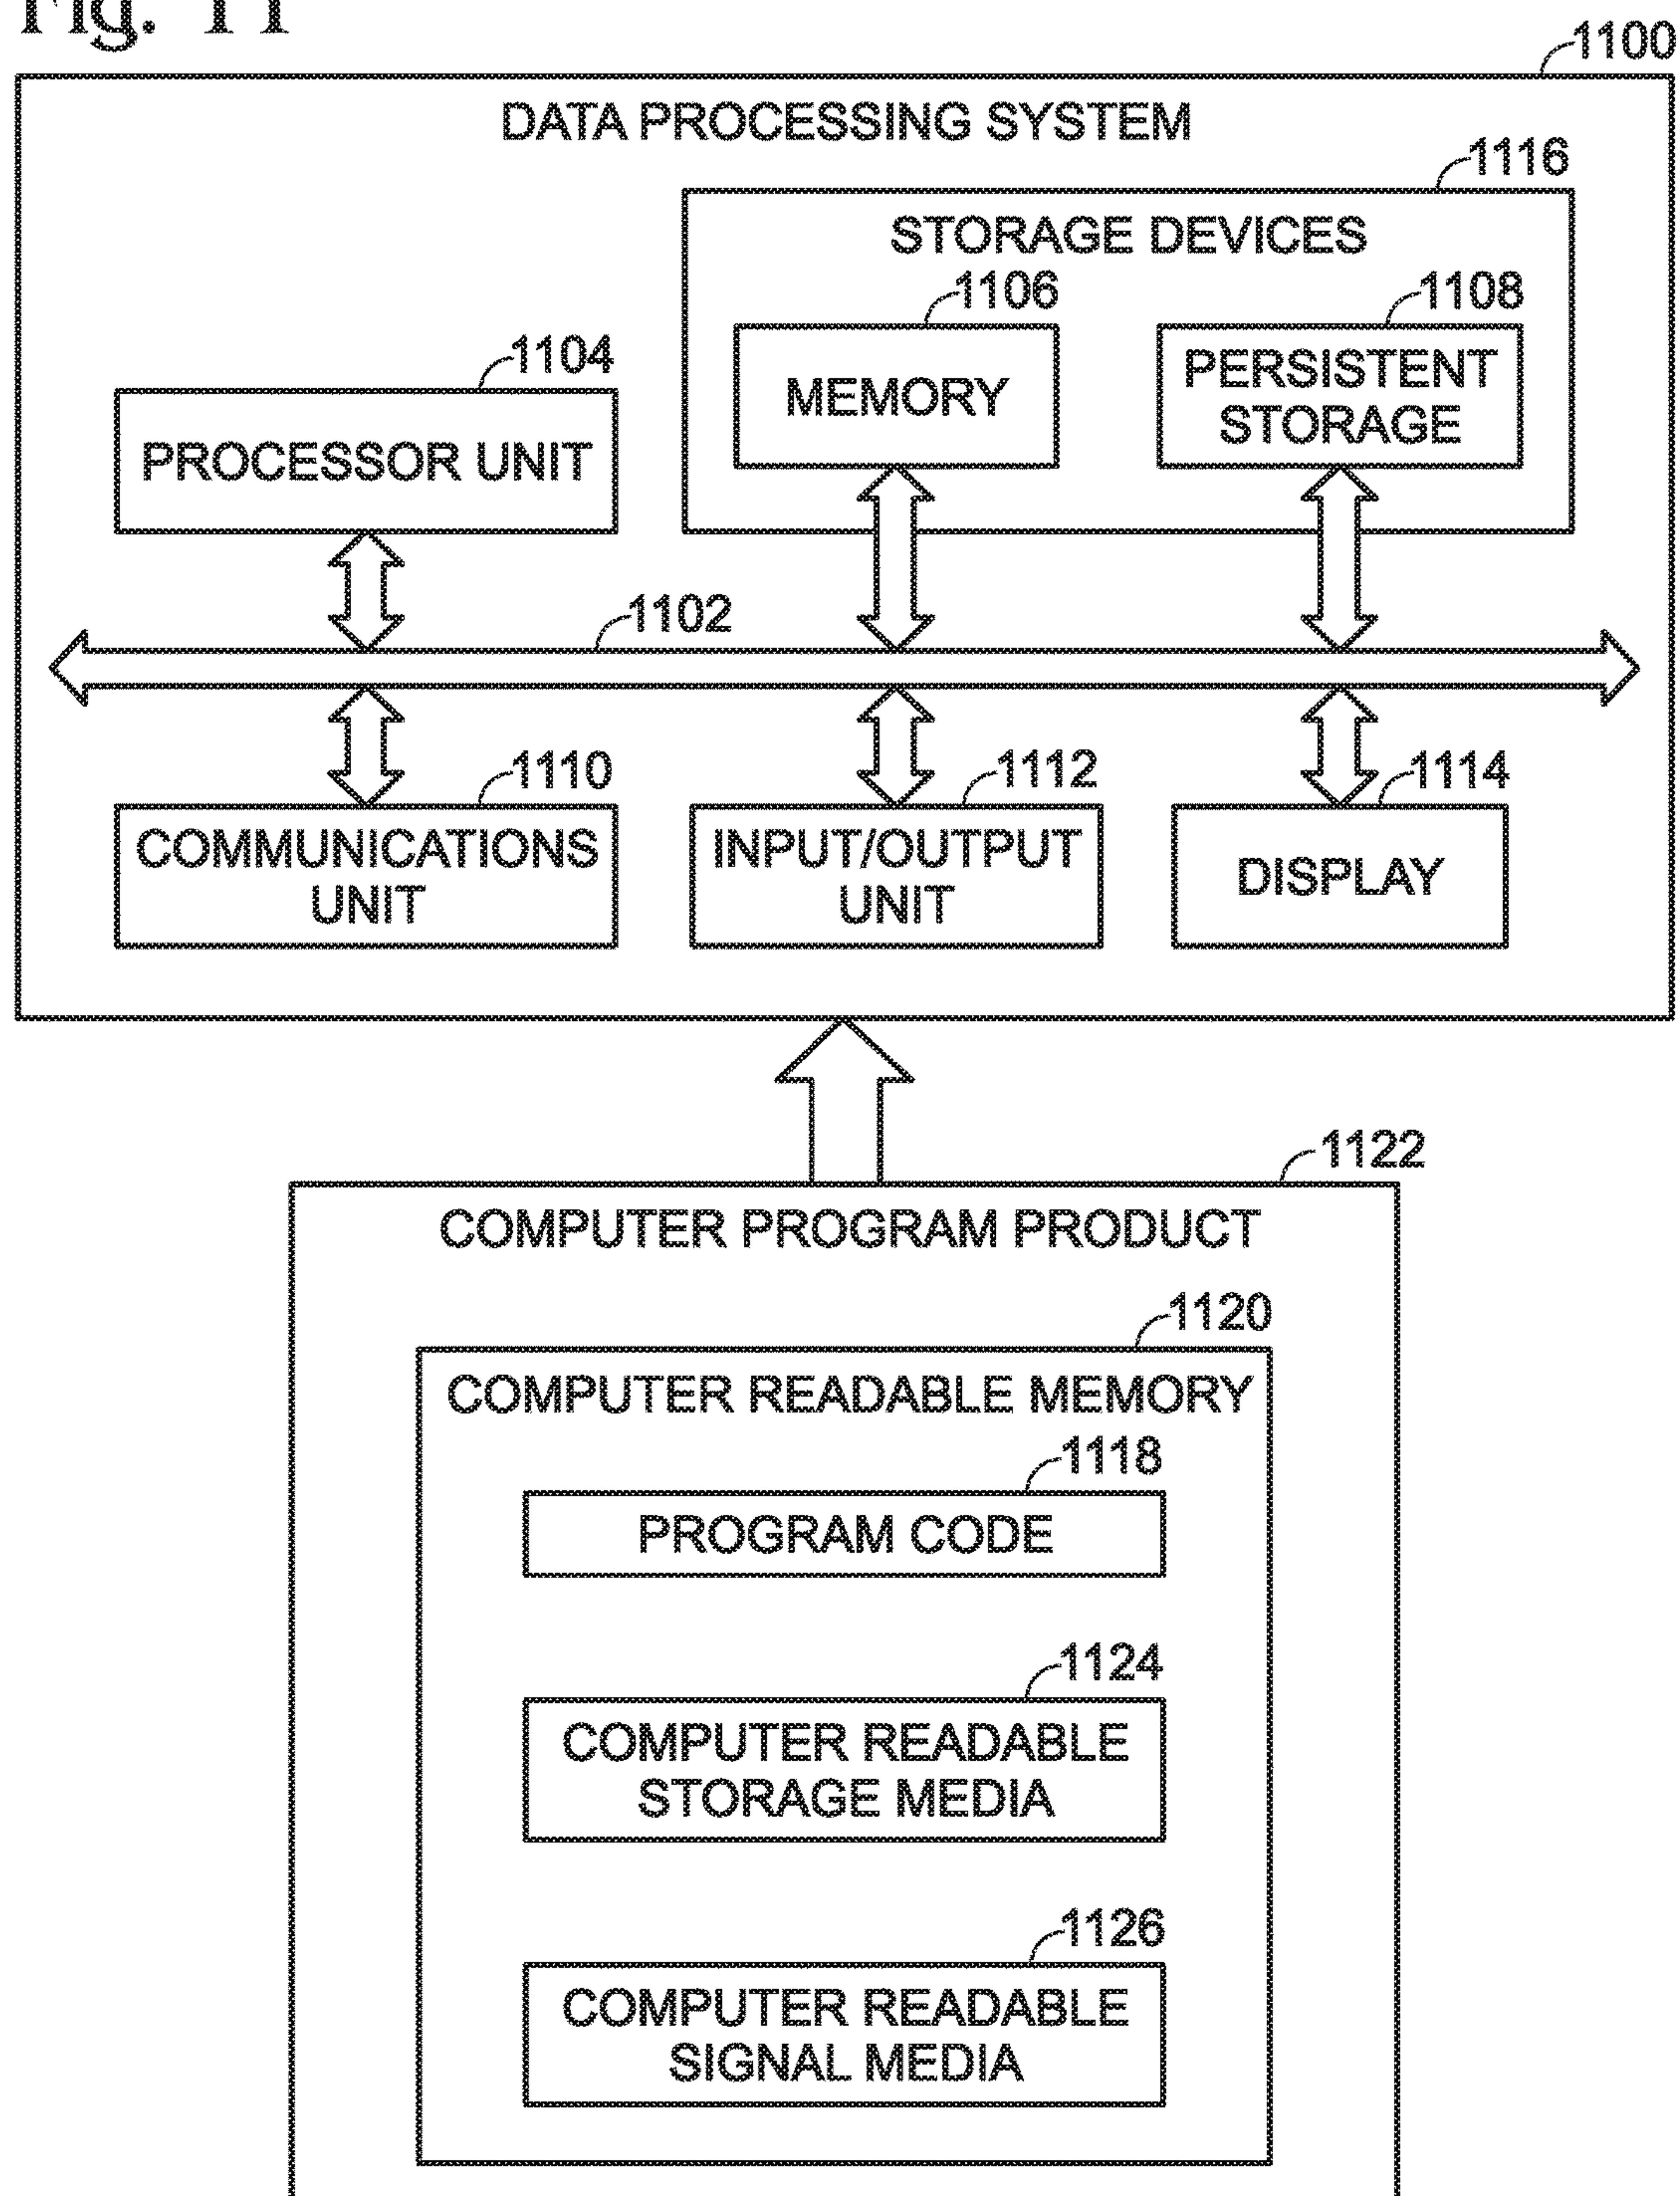 Fig. 11
1100
DATA PROCESSING SYSTEM
1116
STORAGE DEVICES
1106
1108
1104
MEMORY
PERSISTENT
STORAGE
PROCESSOR UNIT
1102
1110
1112
1114
COMMUNICATIONS
UNIT
INPUT/OUTPUT
UNIT
DISPLAY
1122
COMPUTER PROGRAM PRODUCT
1120
COMPUTER READABLE MEMORY
1118
PROGRAM CODE
1124
COMPUTER READABLE
STORAGE MEDIA
1126
COMPUTER READABLE
SIGNAL MEDIA